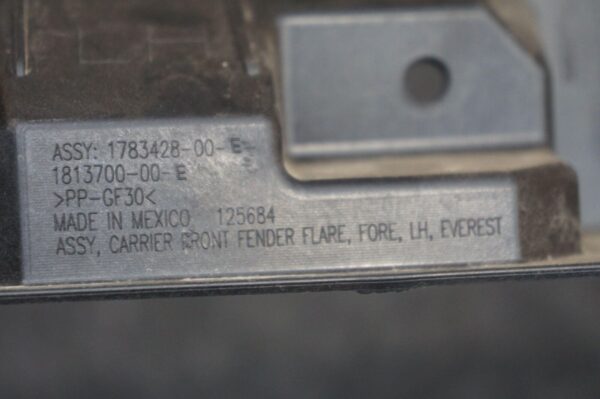 ASSY: 1783428-00-E
1813700-00-E
>PP-GF30<
MADE IN MEXICO 125684
ASSY, CARRIER FRONT FENDER FLARE, FORE, LH, EVEREST